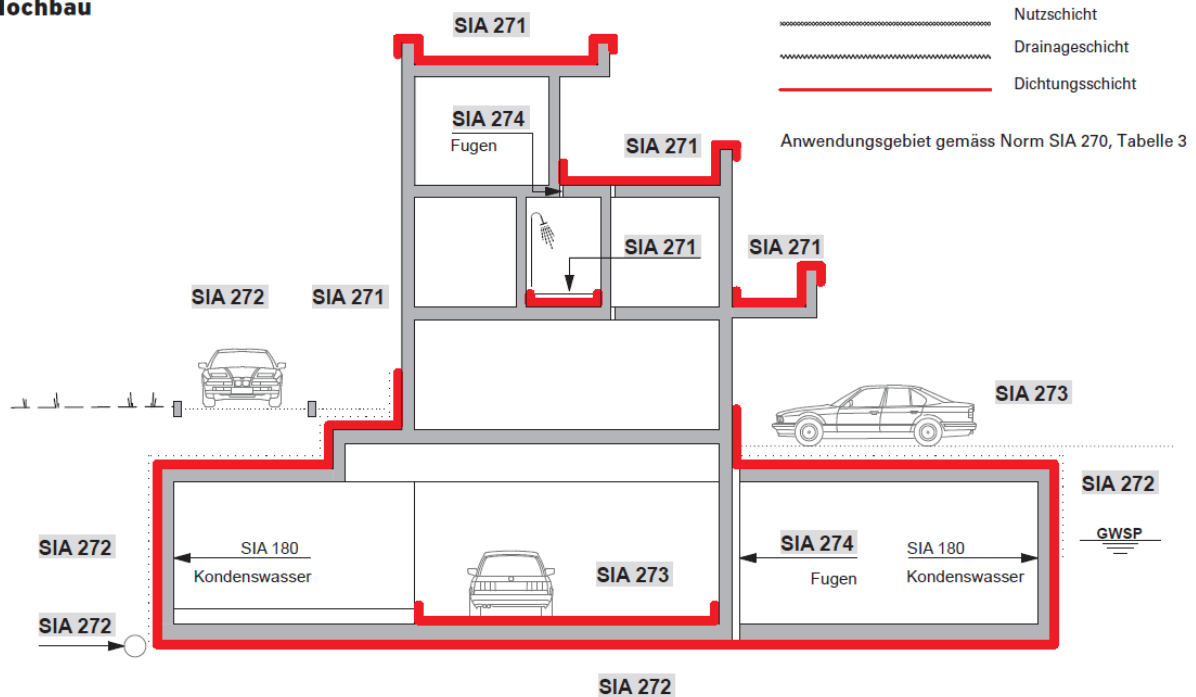 Hochbau
SIA 271
Nutzschicht
Drainageschicht
Dichtungsschicht
Anwendungsgebiet gemäss Norm SIA 270, Tabelle 3
SIA 274
Fugen
SIA 271
SIA 271
SIA 271
SIA 272
SIA 271
SIA 273
SIA 272
GWSP
SIA 272
SIA 180
Kondenswasser
SIA 273
SIA 274
Fugen
SIA 180
Kondenswasser
SIA 272
SIA 272